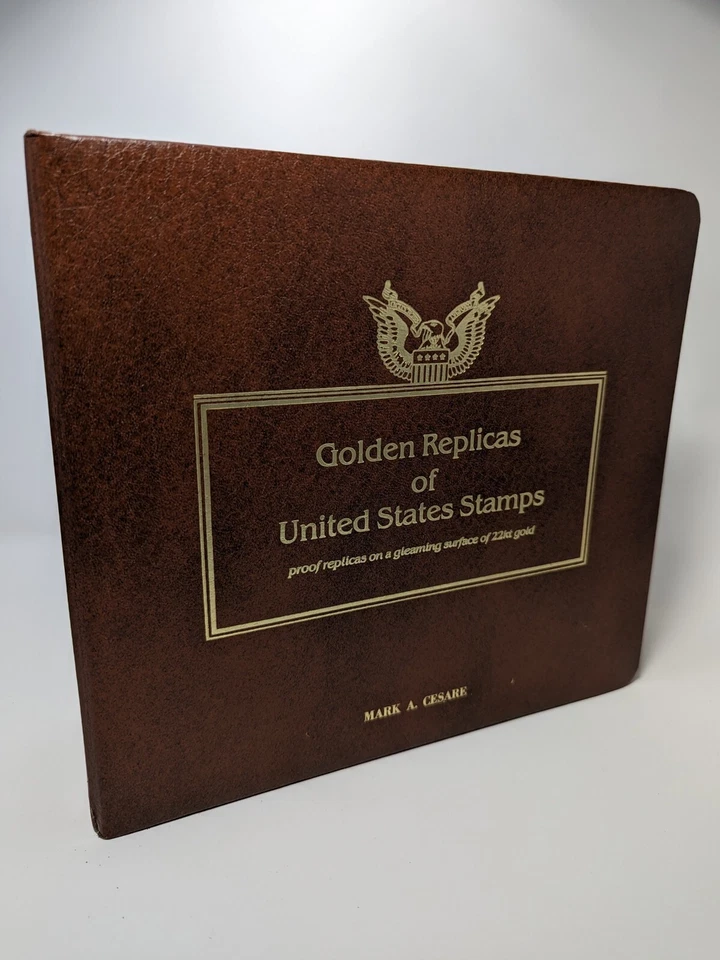 Golden Replicas
of
United States Stamps
proof replicas on a gleaming surface of 22kt gold
MARK A. CESARE